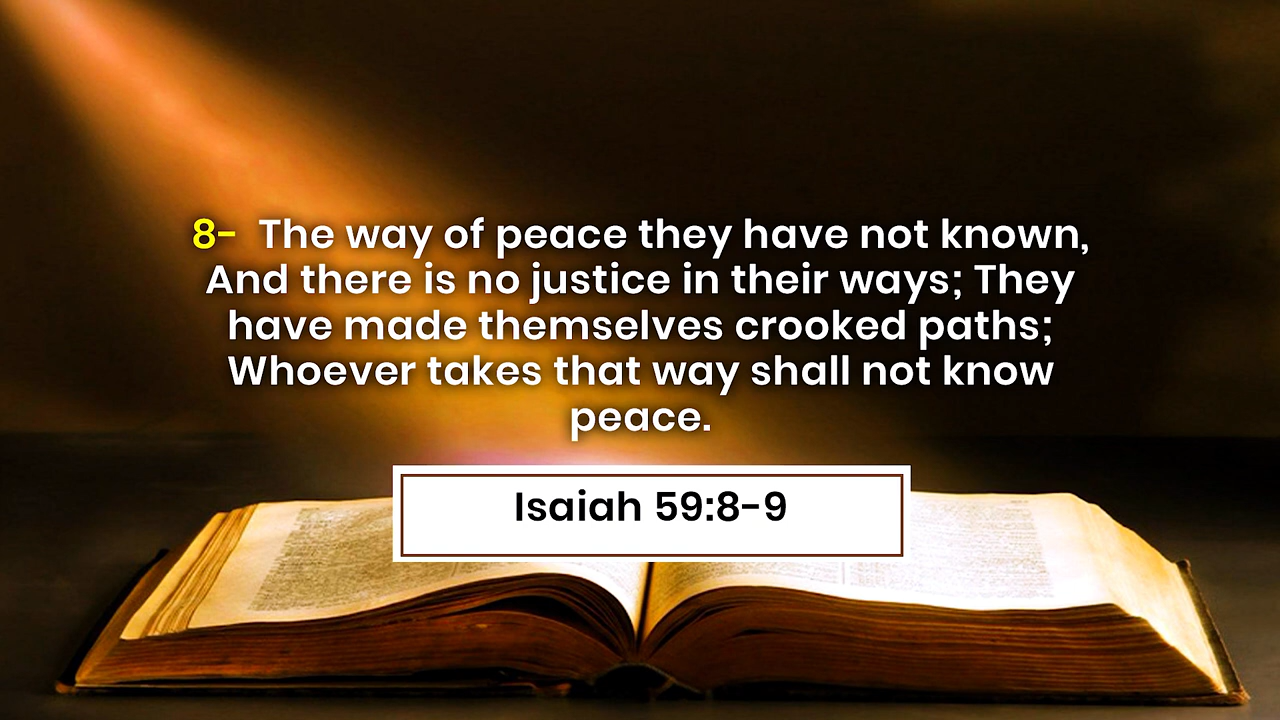 8- The way of peace they have not known,
And there is no justice in their ways; They
have made themselves crooked paths;
Whoever takes that way shall not know
peace.
Isaiah 59:8-9